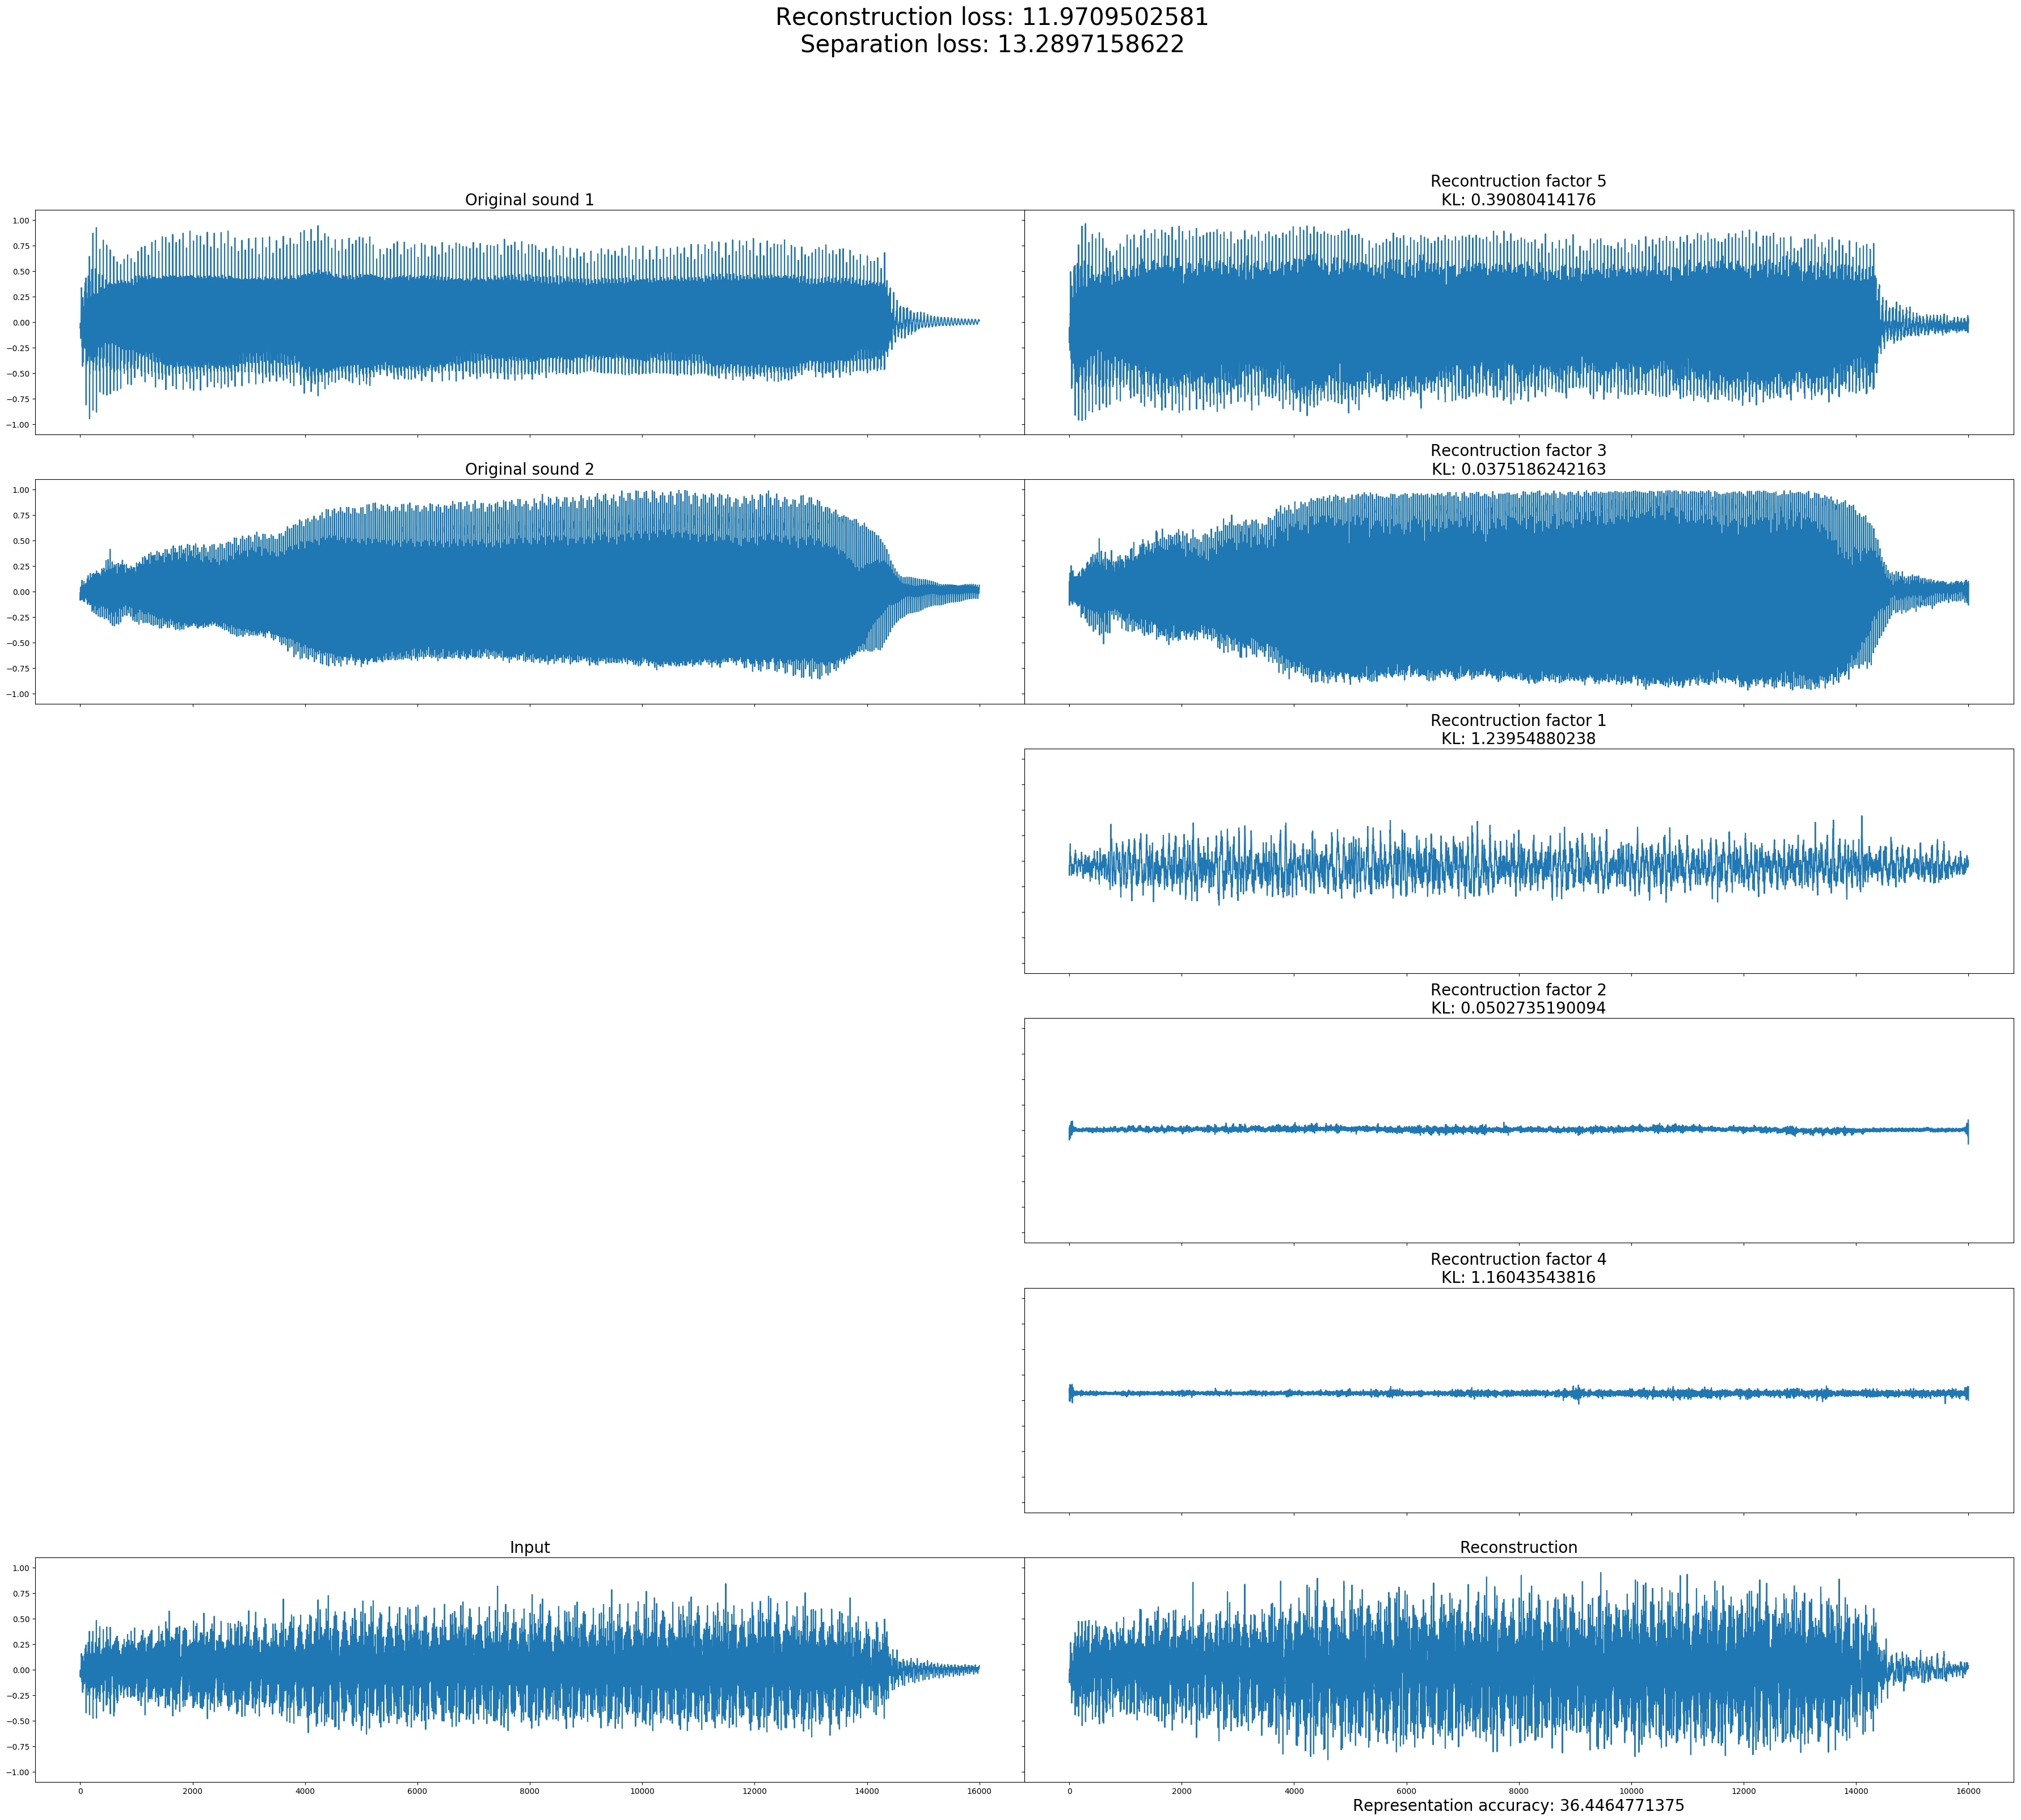 Reconstruction loss: 11.9709502581
Separation loss: 13.2897158622
Original sound 1
Recontruction factor 5
KL: 0.39080414176
1.00
0.75
0.50
0.25
0.00
−0.25
−0.50
−0.75
−1.00
Original sound 2
Recontruction factor 3
KL: 0.0375186242163
1.00
0.75
0.50
0.25
0.00
−0.25
−0.50
−0.75
−1.00
Recontruction factor 1
KL: 1.23954880238
Recontruction factor 2
KL: 0.0502735190094
Recontruction factor 4
KL: 1.16043543816
Input
Reconstruction
1.00
0.75
0.50
0.25
0.00
−0.25
−0.50
−0.75
−1.00
0 2000 4000 6000 8000 10000 12000 14000 16000
0 2000 4000 6000 8000 10000 12000 14000 16000
Representation accuracy: 36.4464771375